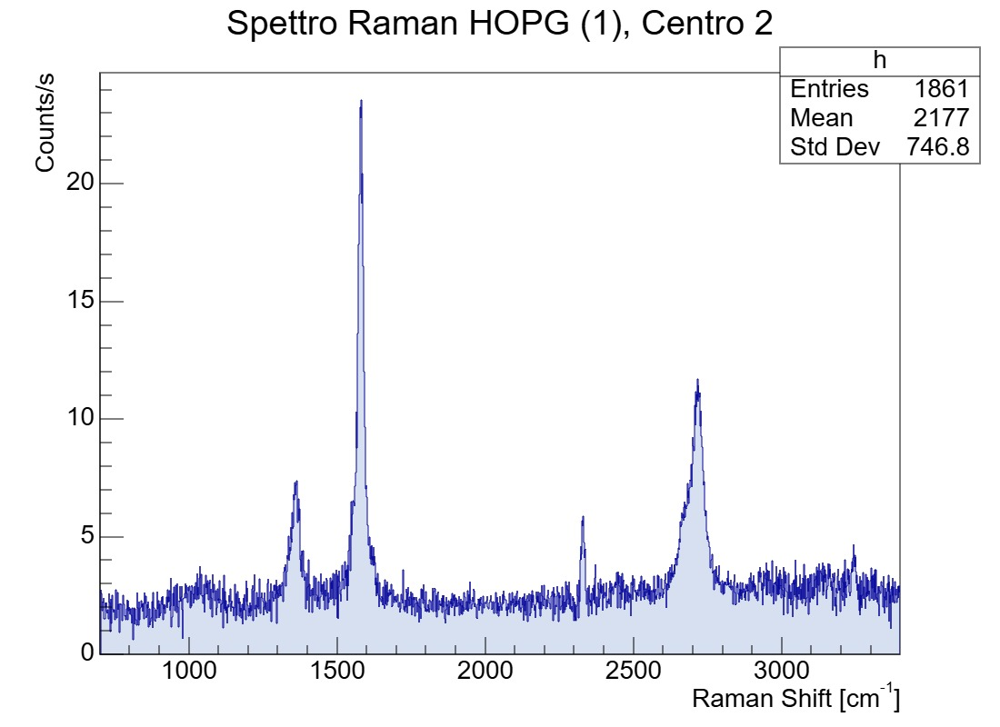 Spettro Raman HOPG (1), Centro 2
h
Entries 1861
Mean 2177
Std Dev 746.8
Counts/s
20
15
10
5
0
1000 1500 2000 2500 3000
Raman Shift [cm⁻¹]